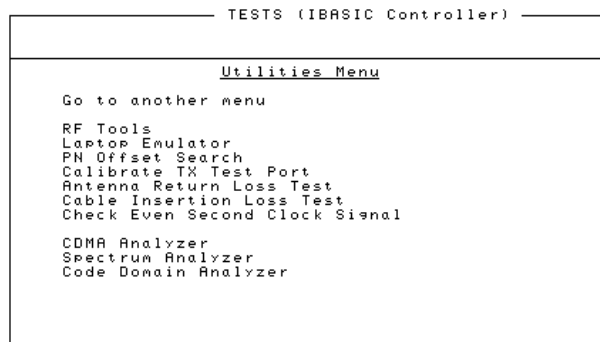 TESTS (IBASIC Controller)
Utilities Menu
Go to another menu
RF Tools
Laptop Emulator
PN Offset Search
Calibrate TX Test Port
Antenna Return Loss Test
Cable Insertion Loss Test
Check Even Second Clock Signal
CDMA Analyzer
Spectrum Analyzer
Code Domain Analyzer